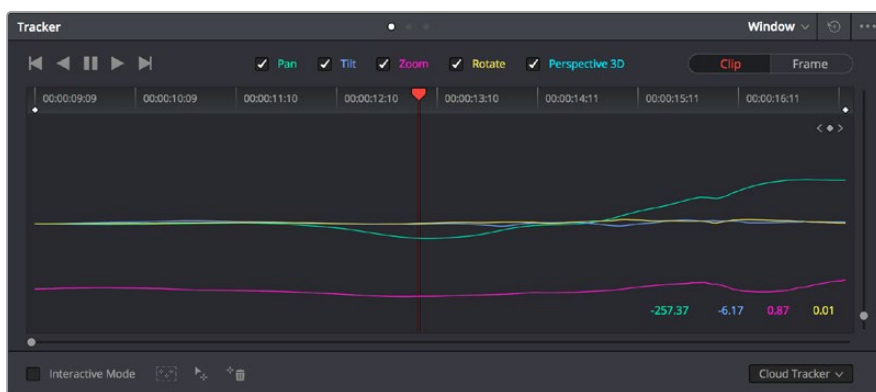 Tracker Window
Pan Tilt Zoom Rotate Perspective 3D Clip Frame
00:00:09:09 00:00:10:09 00:00:11:10 00:00:12:10 00:00:13:10 00:00:14:11 00:00:15:11 00:00:16:11
-257.37 -6.17 0.87 0.01
Interactive Mode Cloud Tracker